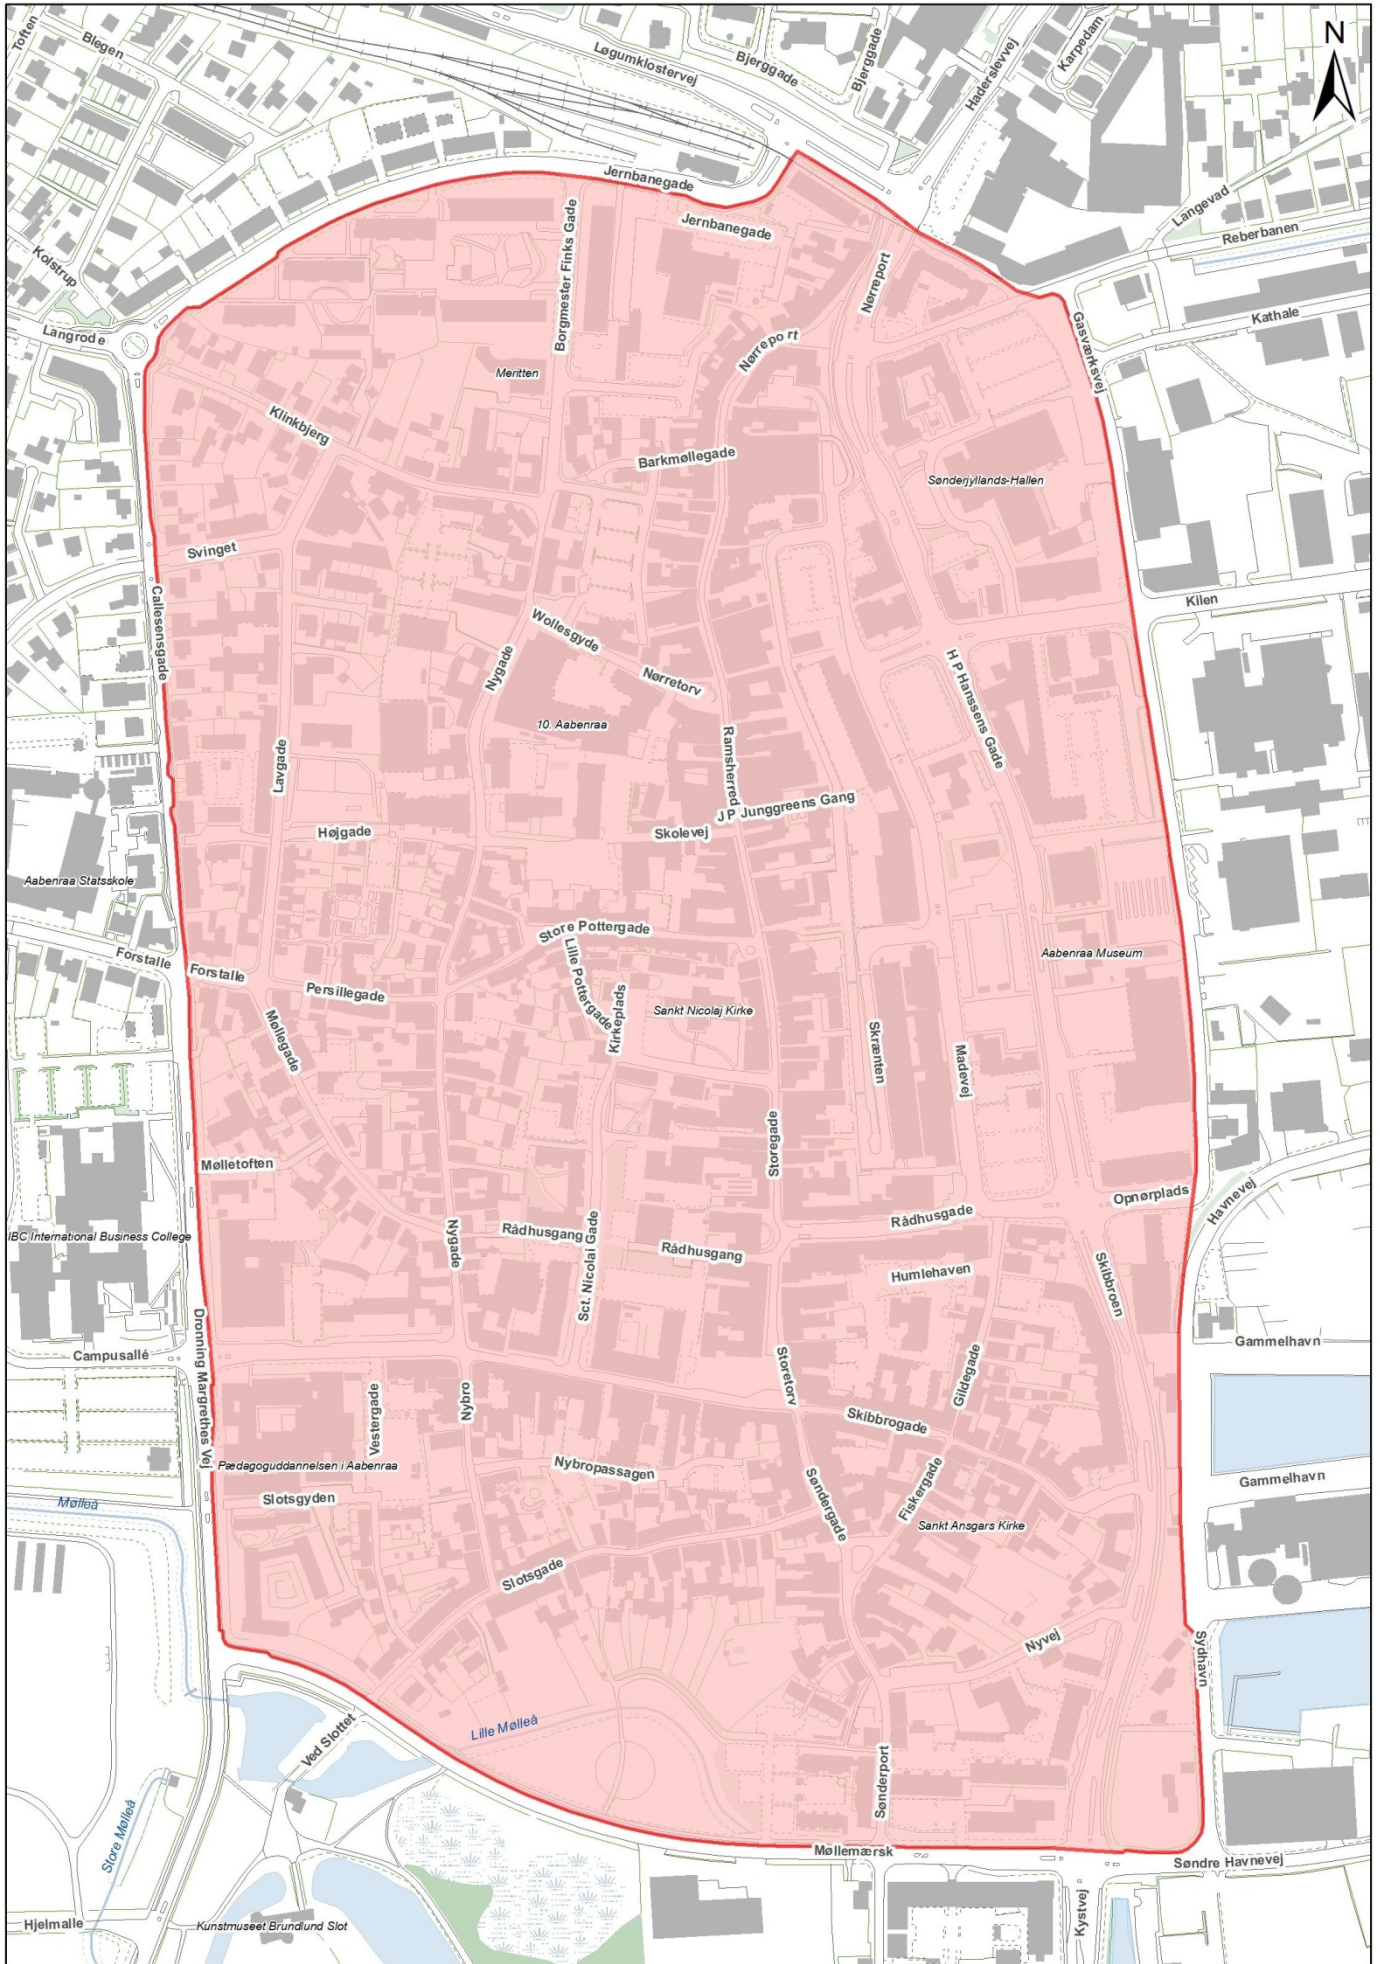 N
Toften
Blegen
Løgumklostervej
Bjerggade
Bjerggade
Haderslevvej
Karpedam
Jernbanegade
Langevad
Reberbanen
Jernbanegade
Borgmester Finks Gade
Nørreport
Kolstrup
Langrode
Kathale
Gasværksvej
Nørreport
Meritten
Klinkbjerg
Barkmøllegade
Sønderjyllands-Hallen
Svinget
Callesensgade
Kilen
Wollesgyde
Nygade
Nørretorv
H P Hanssens Gade
10. Aabenraa
Ramsherred
Lavgade
J P Junggreens Gang
Højgade
Skolevej
Aabenraa Statsskole
Store Pottergade
Forstalle
Forstalle
Lille Pottergade
Aabenraa Museum
Persillegade
Kirkeplads
Sankt Nicolaj Kirke
Møllegade
Skrænten
Madevej
Storegade
Mølletoften
Opnørplads
Havnevej
IBC International Business College
Nygade
Rådhusgang
Rådhusgade
Rådhusgang
Sct. Nicolai Gade
Humlehaven
Skibbroen
Dronning Margrethes Vej
Campusallé
Gammelhavn
Storetorv
Gildegade
Vestergade
Nybro
Skibbrogade
Pædagoguddannelsen i Aabenraa
Nybropassagen
Gammelhavn
Slotsgyden
Mølleå
Søndergade
Fiskergade
Sankt Ansgars Kirke
Slotsgade
Nyvej
Sydhavn
Lille Mølleå
Ved Slottet
Sønderport
Store Mølleå
Møllemærsk
Søndre Havnevej
Hjelmalle
Kunstmuseet Brundlund Slot
Kystvej